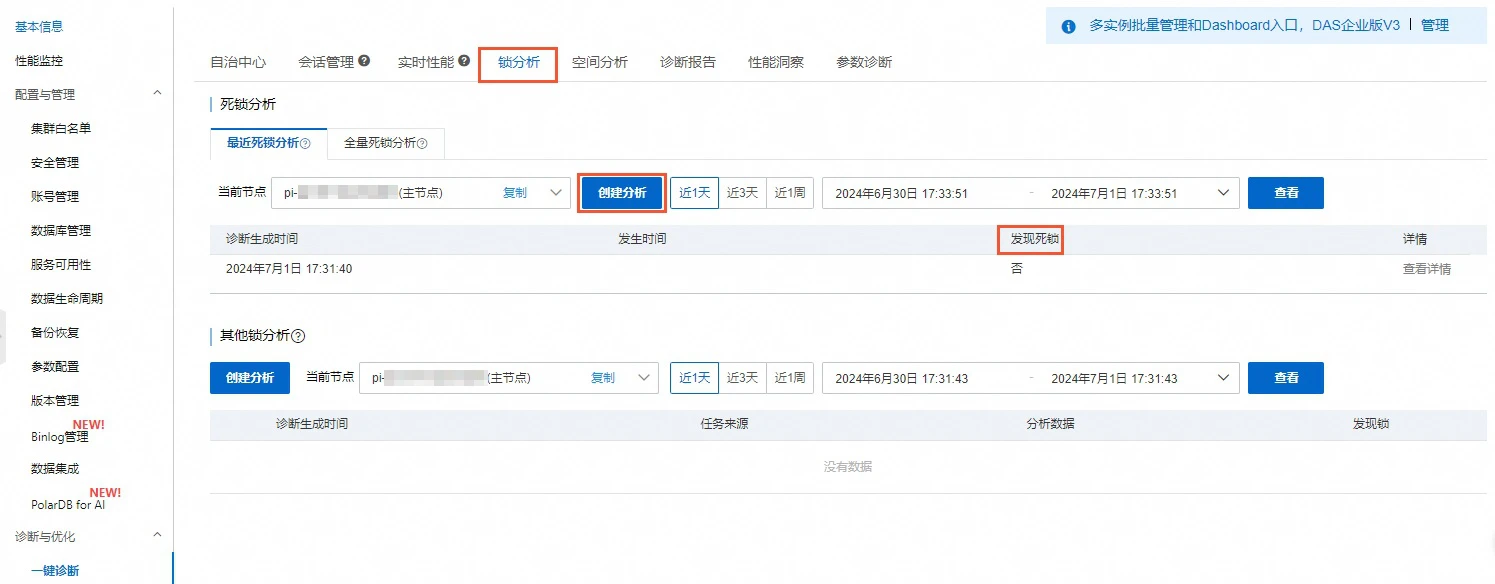 多实例批量管理和Dashboard入口，DAS企业版V3 | 管理
基本信息
性能监控
配置与管理
集群白名单
安全管理
账号管理
数据库管理
服务可用性
数据生命周期
备份恢复
参数配置
版本管理
NEW!
Binlog管理
数据集成
NEW!
PolarDB for AI
诊断与优化
一键诊断
自治中心 会话管理 实时性能 锁分析 空间分析 诊断报告 性能洞察 参数诊断
死锁分析
最近死锁分析 全量死锁分析
当前节点 pi- (主节点) 复制 创建分析 近1天 近3天 近1周 2024年6月30日 17:33:51 - 2024年7月1日 17:33:51 查看
诊断生成时间 发生时间 发现死锁 详情
2024年7月1日 17:31:40 否 查看详情
其他锁分析
创建分析 当前节点 pi- (主节点) 复制 近1天 近3天 近1周 2024年6月30日 17:31:43 - 2024年7月1日 17:31:43 查看
诊断生成时间 任务来源 分析数据 发现锁
没有数据